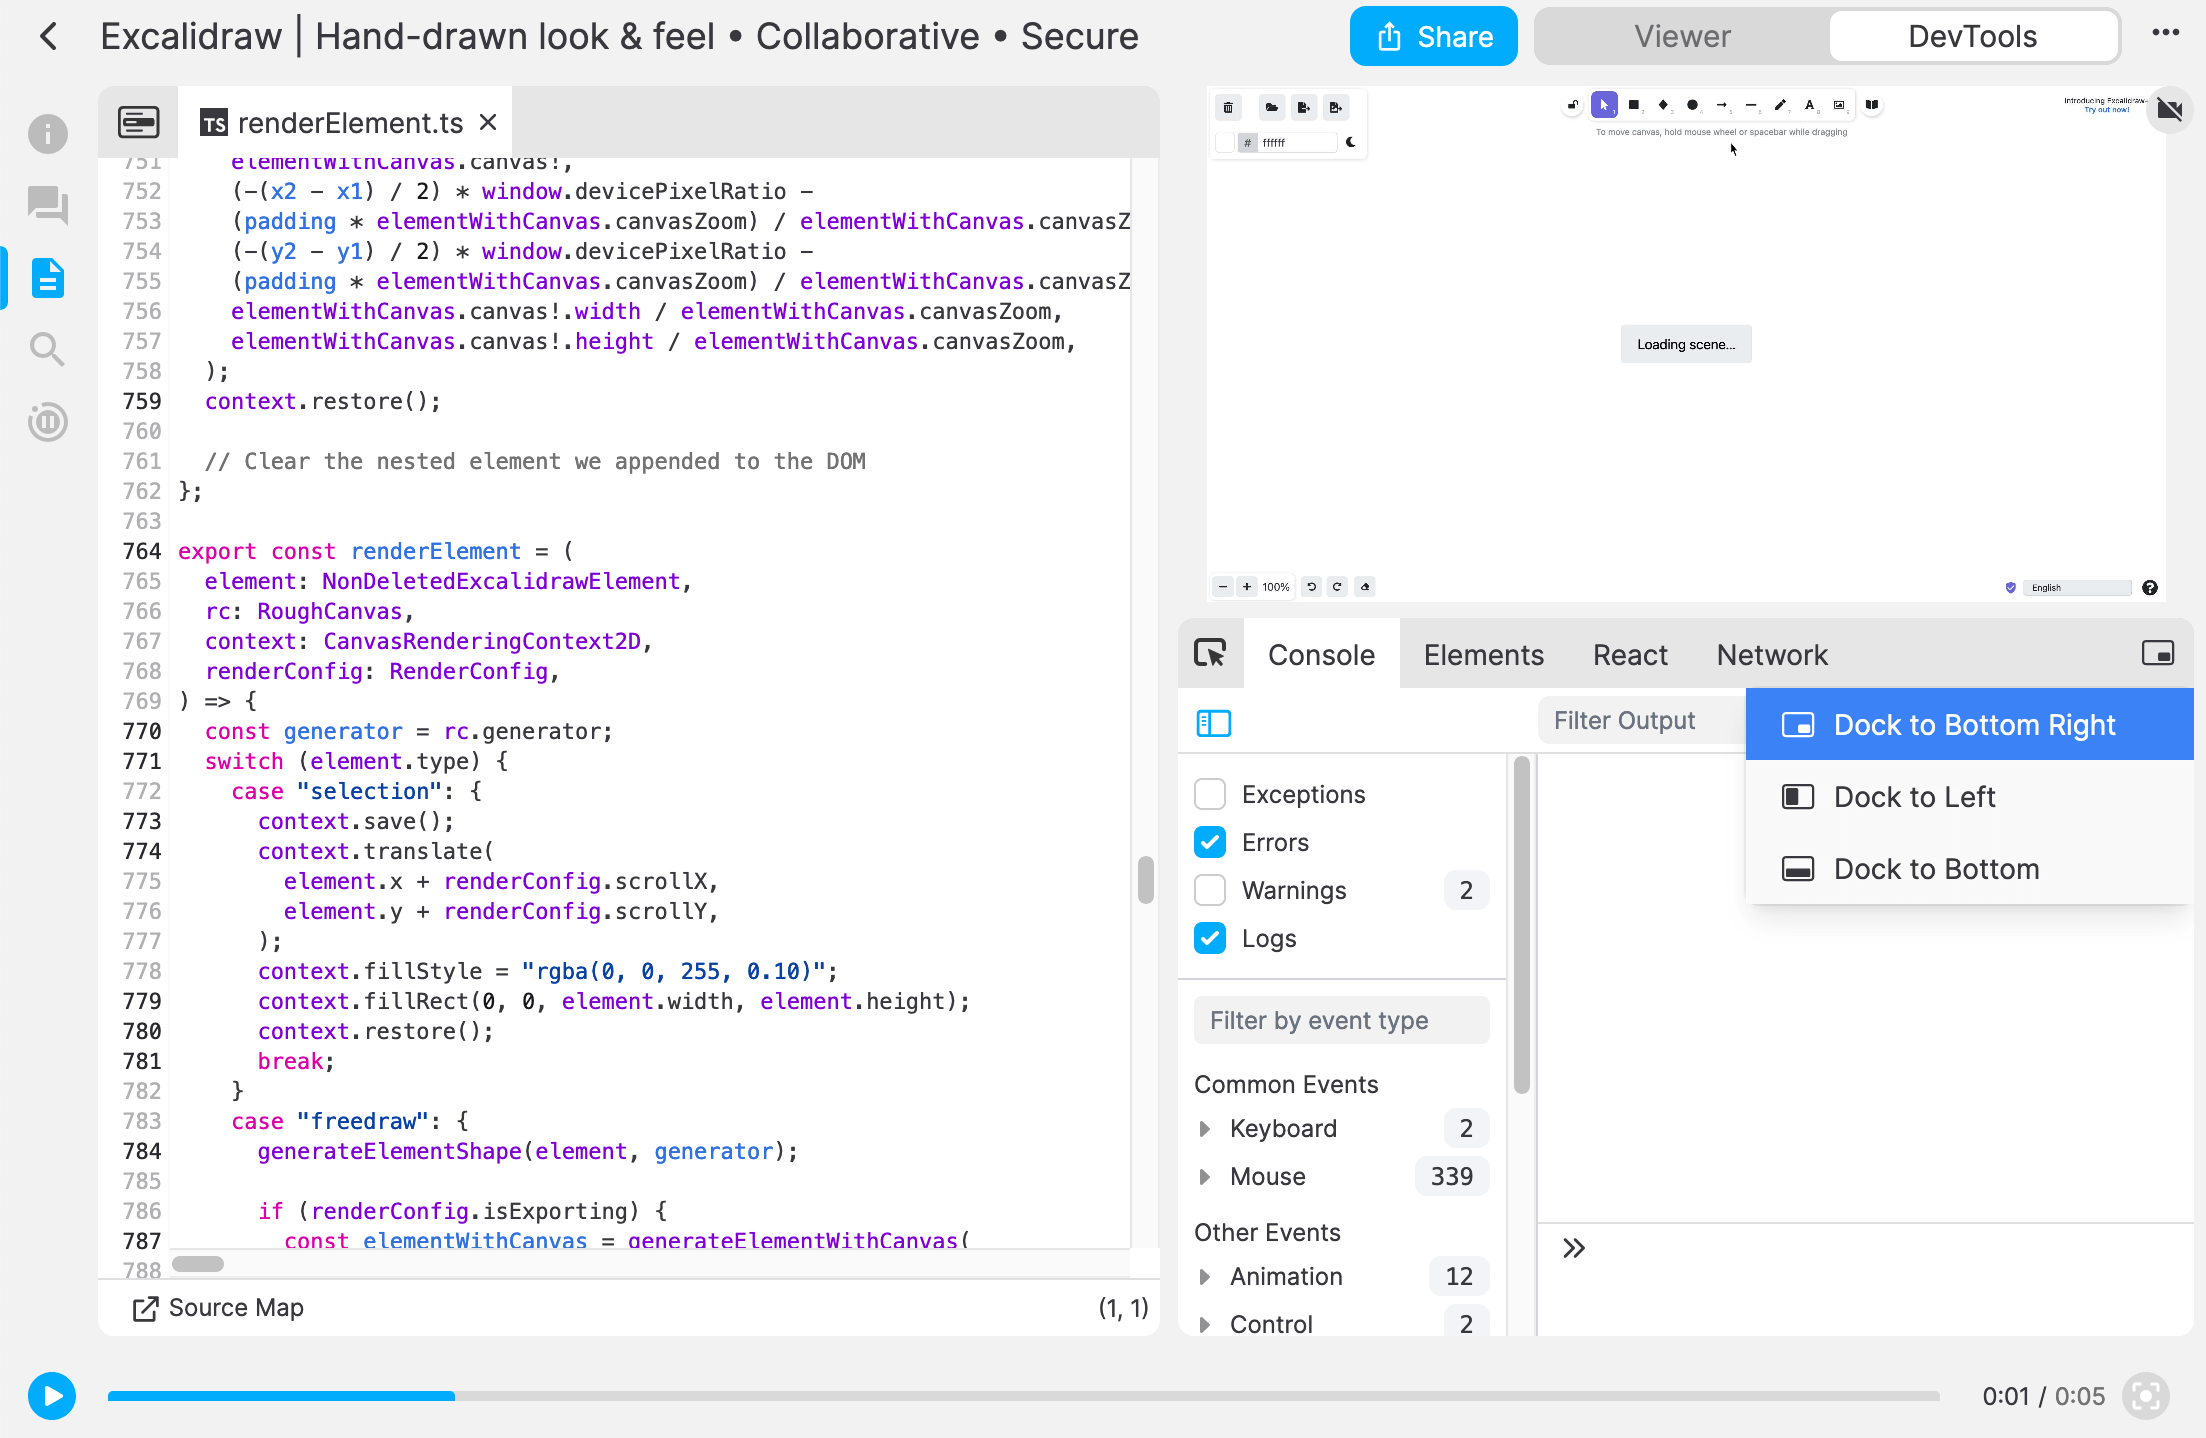 Excalidraw | Hand-drawn look & feel • Collaborative • Secure
Share
Viewer
DevTools
TS renderElement.ts
751 elementWithCanvas.canvas!,
752 (-(x2 - x1) / 2) * window.devicePixelRatio -
753 (padding * elementWithCanvas.canvasZoom) / elementWithCanvas.canvasZ
754 (-(y2 - y1) / 2) * window.devicePixelRatio -
755 (padding * elementWithCanvas.canvasZoom) / elementWithCanvas.canvasZ
756 elementWithCanvas.canvas!.width / elementWithCanvas.canvasZoom,
757 elementWithCanvas.canvas!.height / elementWithCanvas.canvasZoom,
758 );
759 context.restore();
760
761 // Clear the nested element we appended to the DOM
762 };
763
764 export const renderElement = (
765 element: NonDeletedExcalidrawElement,
766 rc: RoughCanvas,
767 context: CanvasRenderingContext2D,
768 renderConfig: RenderConfig,
769 ) => {
770 const generator = rc.generator;
771 switch (element.type) {
772 case "selection": {
773 context.save();
774 context.translate(
775 element.x + renderConfig.scrollX,
776 element.y + renderConfig.scrollY,
777 );
778 context.fillStyle = "rgba(0, 0, 255, 0.10)";
779 context.fillRect(0, 0, element.width, element.height);
780 context.restore();
781 break;
782 }
783 case "freedraw": {
784 generateElementShape(element, generator);
785
786 if (renderConfig.isExporting) {
787 const elementWithCanvas = generateElementWithCanvas(
788
Source Map
(1, 1)
# ffffff
A
Introducing Excalidraw-
Try out now!
To move canvas, hold mouse wheel or spacebar while dragging
Loading scene...
− + 100%
English
?
Console
Elements
React
Network
Filter Output
Dock to Bottom Right
Dock to Left
Dock to Bottom
Exceptions
Errors
Warnings 2
Logs
Filter by event type
Common Events
Keyboard 2
Mouse 339
Other Events
Animation 12
Control 2
0:01 / 0:05